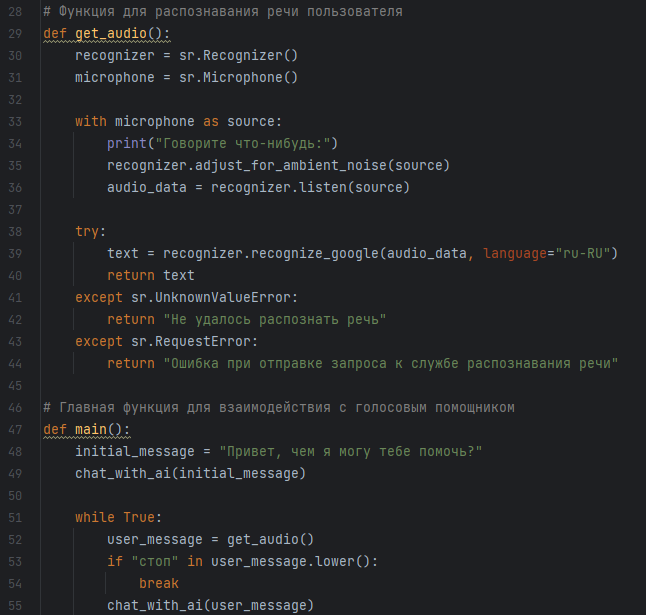 28 # Функция для распознавания речи пользователя
29 def get_audio():
30     recognizer = sr.Recognizer()
31     microphone = sr.Microphone()
32
33     with microphone as source:
34         print("Говорите что-нибудь:")
35         recognizer.adjust_for_ambient_noise(source)
36         audio_data = recognizer.listen(source)
37
38     try:
39         text = recognizer.recognize_google(audio_data, language="ru-RU")
40         return text
41     except sr.UnknownValueError:
42         return "Не удалось распознать речь"
43     except sr.RequestError:
44         return "Ошибка при отправке запроса к службе распознавания речи"
45
46 # Главная функция для взаимодействия с голосовым помощником
47 def main():
48     initial_message = "Привет, чем я могу тебе помочь?"
49     chat_with_ai(initial_message)
50
51     while True:
52         user_message = get_audio()
53         if "стоп" in user_message.lower():
54             break
55         chat_with_ai(user_message)